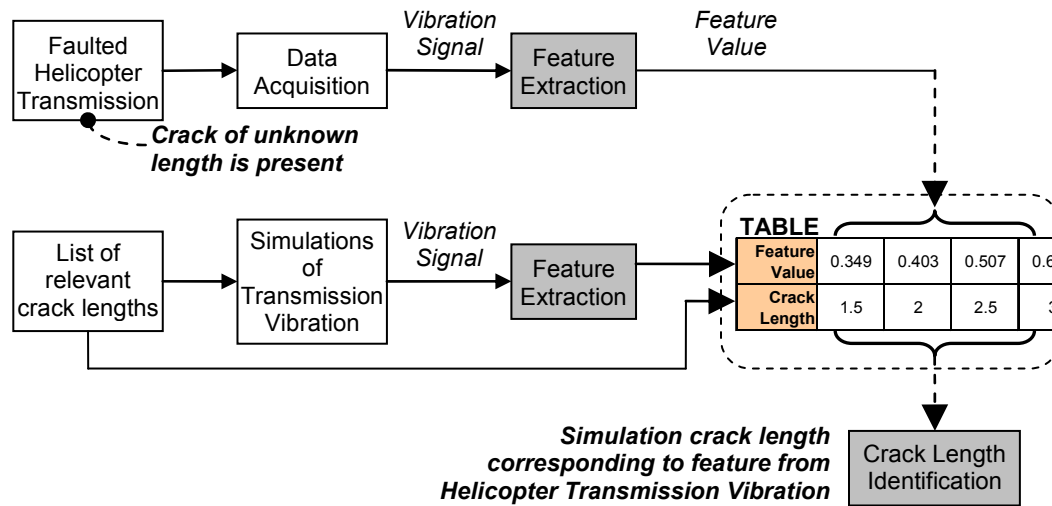 Faulted
Helicopter
Transmission
Data
Acquisition
Vibration
Signal
Feature
Extraction
Feature
Value
Crack of unknown
length is present
List of
relevant
crack lengths
Simulations
of
Transmission
Vibration
Vibration
Signal
Feature
Extraction
TABLE
Feature
Value
0.349
0.403
0.507
0.6
Crack
Length
1.5
2
2.5
3
Simulation crack length
corresponding to feature from
Helicopter Transmission Vibration
Crack Length
Identification